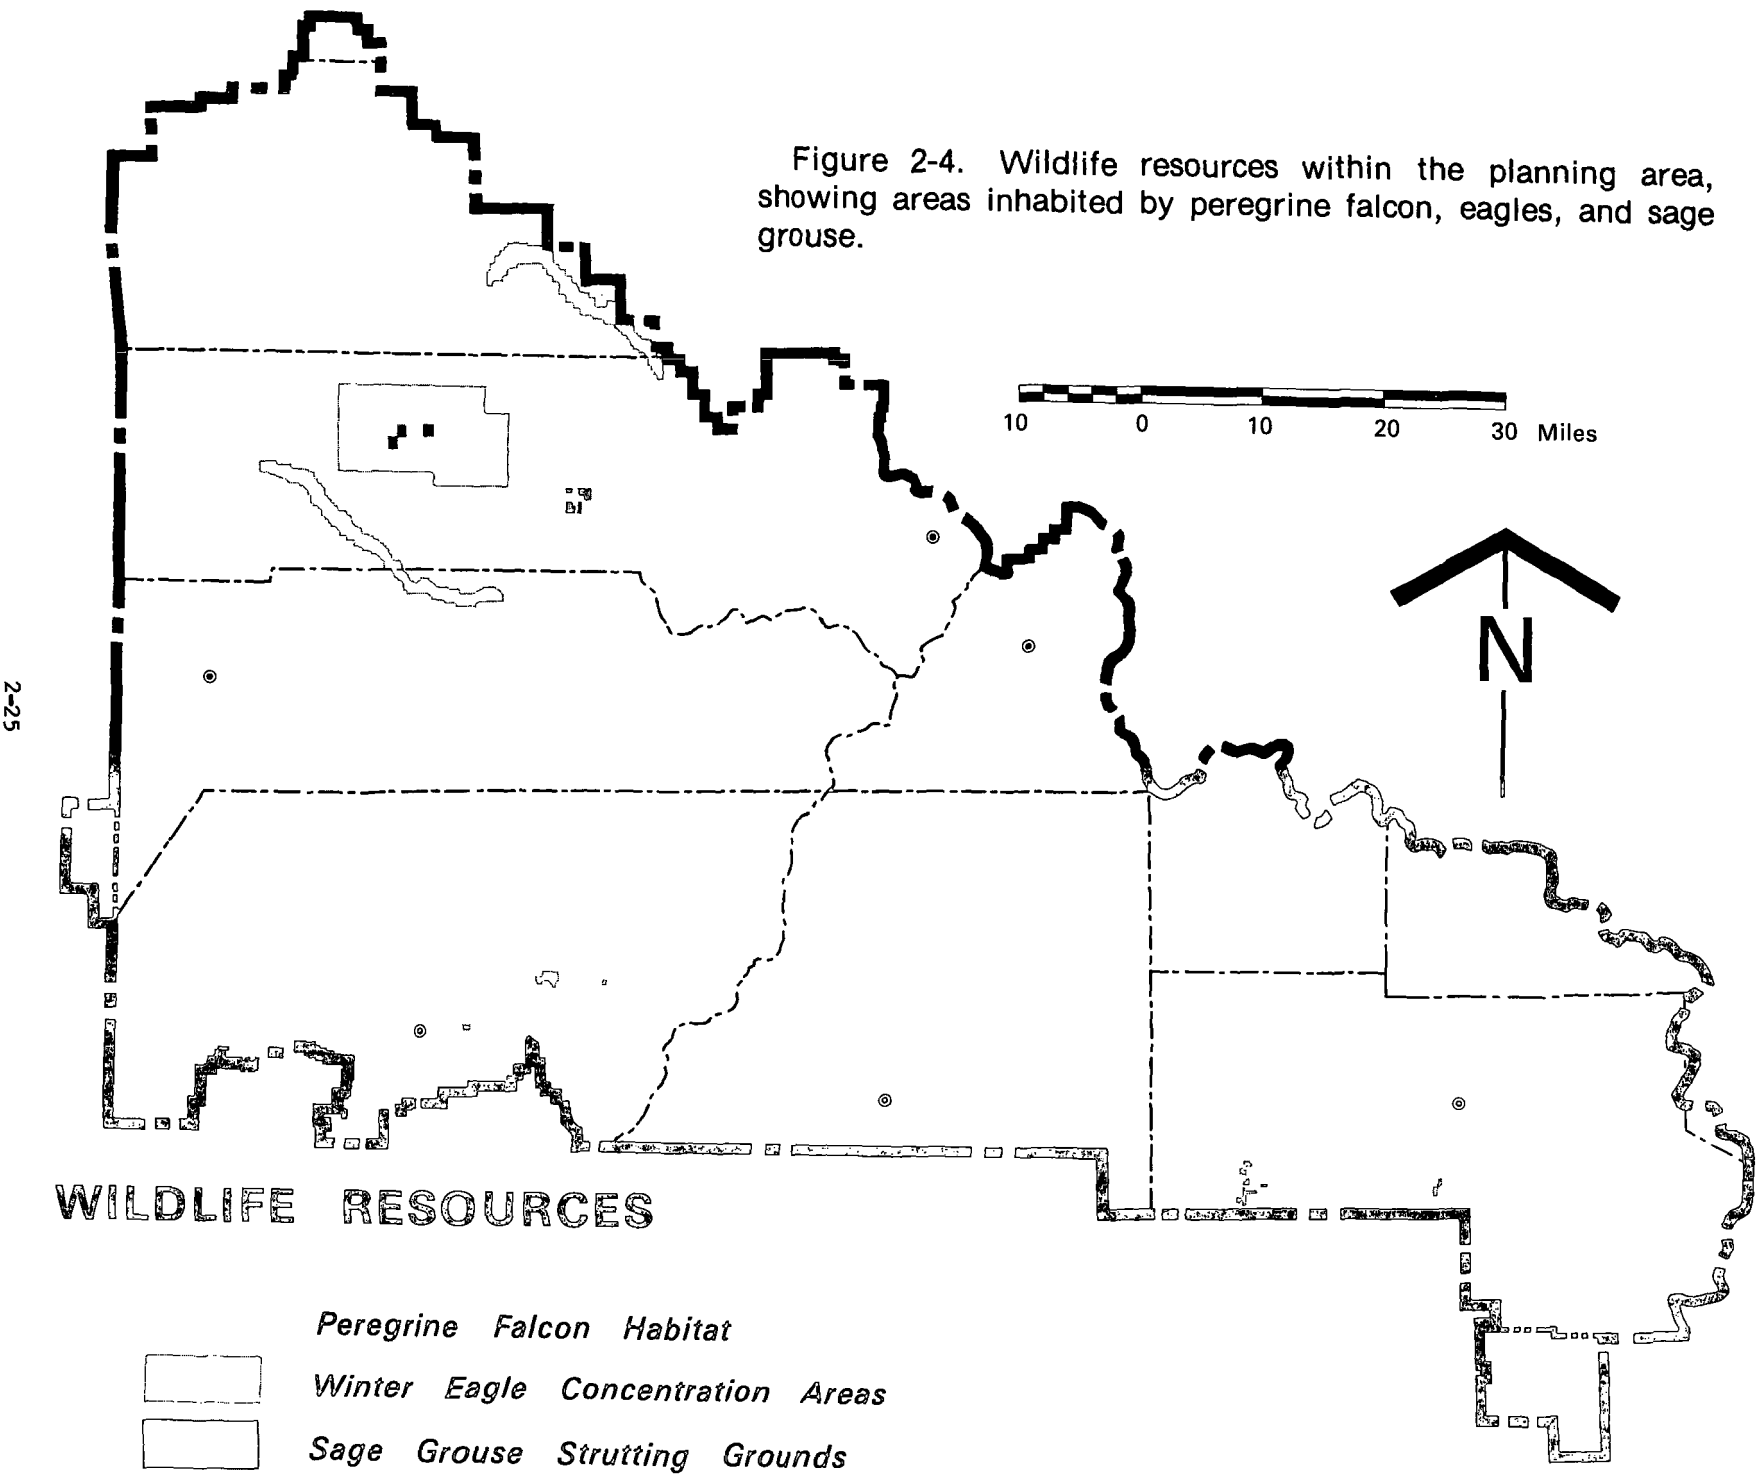 Figure 2-4. Wildlife resources within the planning area,
showing areas inhabited by peregrine falcon, eagles, and sage
grouse.
10 0 10 20 30 Miles
N
2-25
WILDLIFE RESOURCES
Peregrine Falcon Habitat
Winter Eagle Concentration Areas
Sage Grouse Strutting Grounds